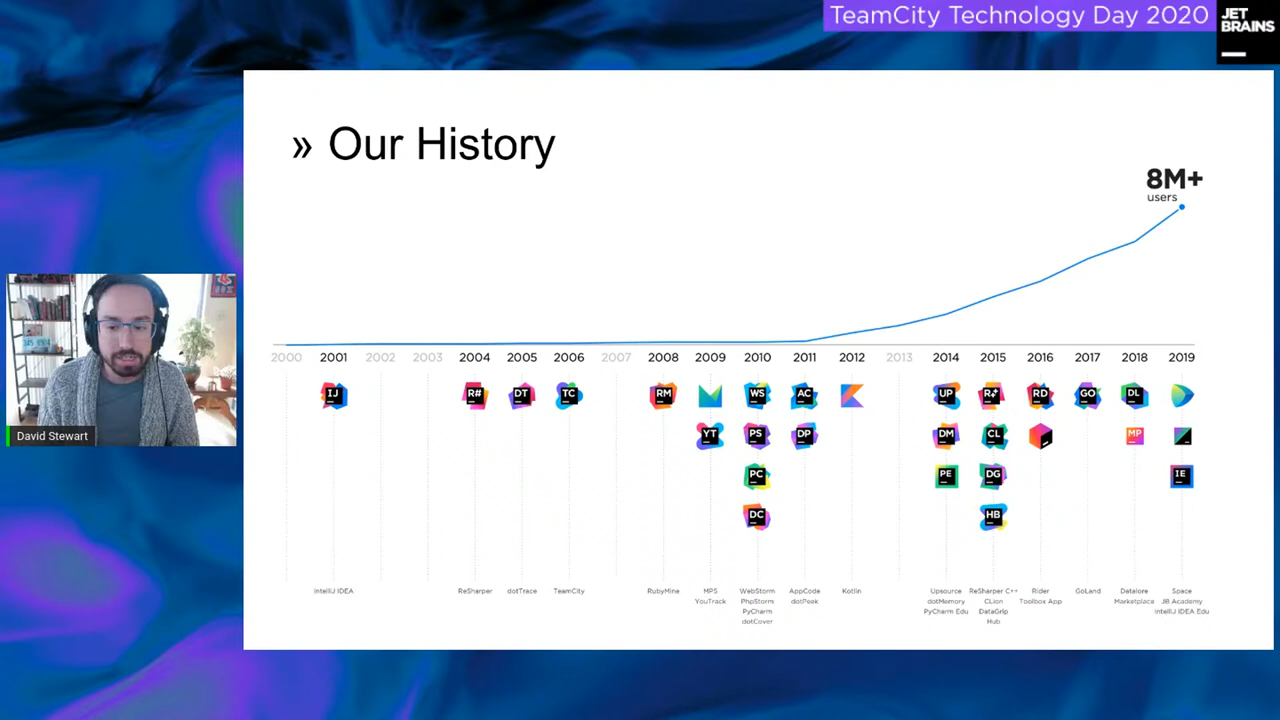 TeamCity Technology Day 2020
JET
BRAINS
» Our History
8M+
users
2000 2001 2002 2003 2004 2005 2006 2007 2008 2009 2010 2011 2012 2013 2014 2015 2016 2017 2018 2019
IJ R# DT TC RM WS AC UP R+ RD GO DL
YT PS DP DM CL MP
PC PE DG IE
DC HB
David Stewart
IntelliJ IDEA ReSharper dotTrace TeamCity RubyMine MPS WebStorm AppCode Kotlin Upsource ReSharper C++ Rider GoLand Datalore Space
YouTrack PhpStorm dotPeek dotMemory CLion Toolbox App Marketplace JB Academy
PyCharm PyCharm Edu DataGrip IntelliJ IDEA Edu
dotCover Hub